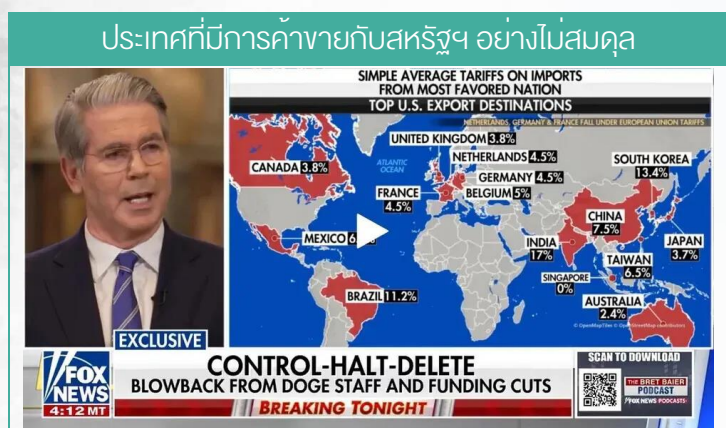 ประเทศที่มีการค้าขายกับสหรัฐฯ อย่างไม่สมดุล
SIMPLE AVERAGE TARIFFS ON IMPORTS
FROM MOST FAVORED NATION
TOP U.S. EXPORT DESTINATIONS
NETHERLANDS, GERMANY & FRANCE FALL UNDER EUROPEAN UNION TARIFFS
UNITED KINGDOM 3.8%
NETHERLANDS 4.5%
SOUTH KOREA
13.4%
CANADA 3.8%
ATLANTIC
OCEAN
GERMANY 4.5%
FRANCE
4.5%
BELGIUM 5%
CHINA
7.5%
MEXICO
INDIA
17%
JAPAN
3.7%
TAIWAN
6.5%
SINGAPORE
0%
BRAZIL 11.2%
AUSTRALIA
2.4%
© OpenMapTiles © OpenStreetMap contributors
EXCLUSIVE
FOX
NEWS
4:12 MT
CONTROL-HALT-DELETE
BLOWBACK FROM DOGE STAFF AND FUNDING CUTS
BREAKING TONIGHT
SCAN TO DOWNLOAD
THE BRET BAIER
PODCAST
FOX NEWS PODCASTS